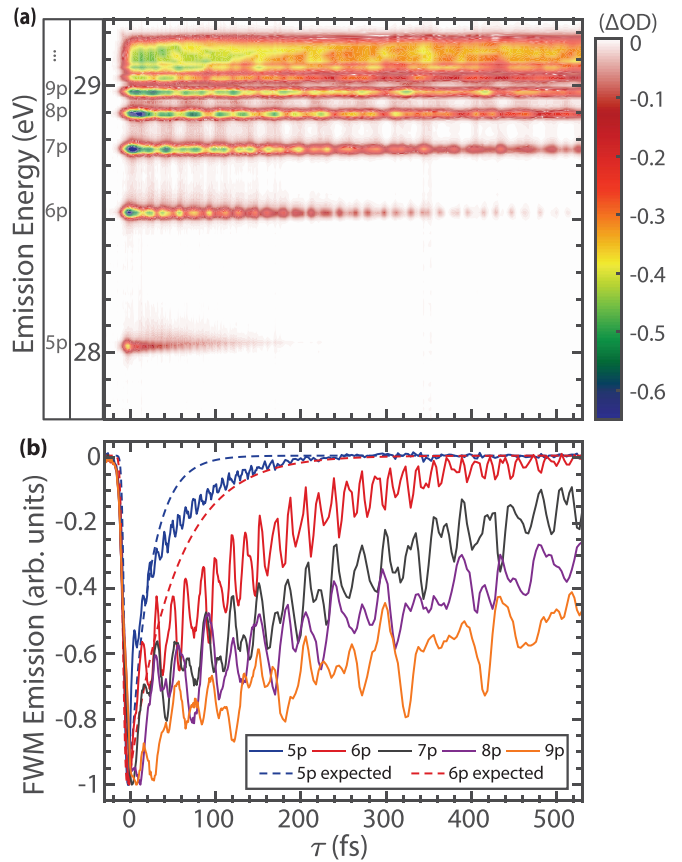 (a)
(ΔOD)
...
9p
8p
7p
6p
5p
29
28
Emission Energy (eV)
0
-0.1
-0.2
-0.3
-0.4
-0.5
-0.6
(b)
0
-0.2
-0.4
-0.6
-0.8
-1
FWM Emission (arb. units)
5p 6p 7p 8p 9p
5p expected 6p expected
0 100 200 300 400 500
τ (fs)